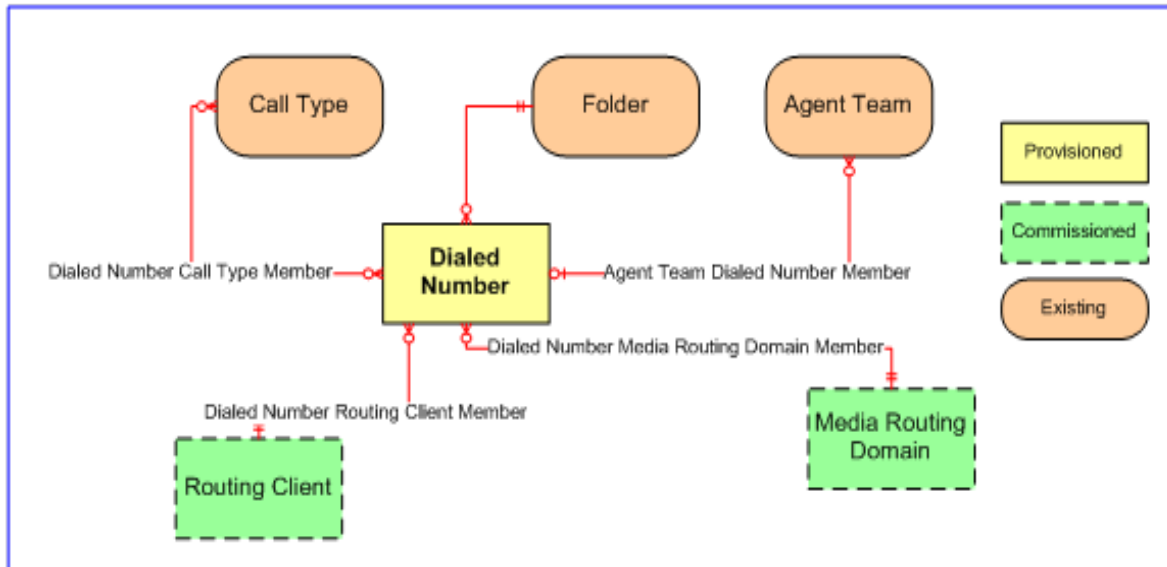 Call Type
Folder
Agent Team
Provisioned
Commissioned
Existing
Dialed
Number
Dialed Number Call Type Member
Agent Team Dialed Number Member
Dialed Number Media Routing Domain Member
Dialed Number Routing Client Member
Media Routing
Domain
Routing Client